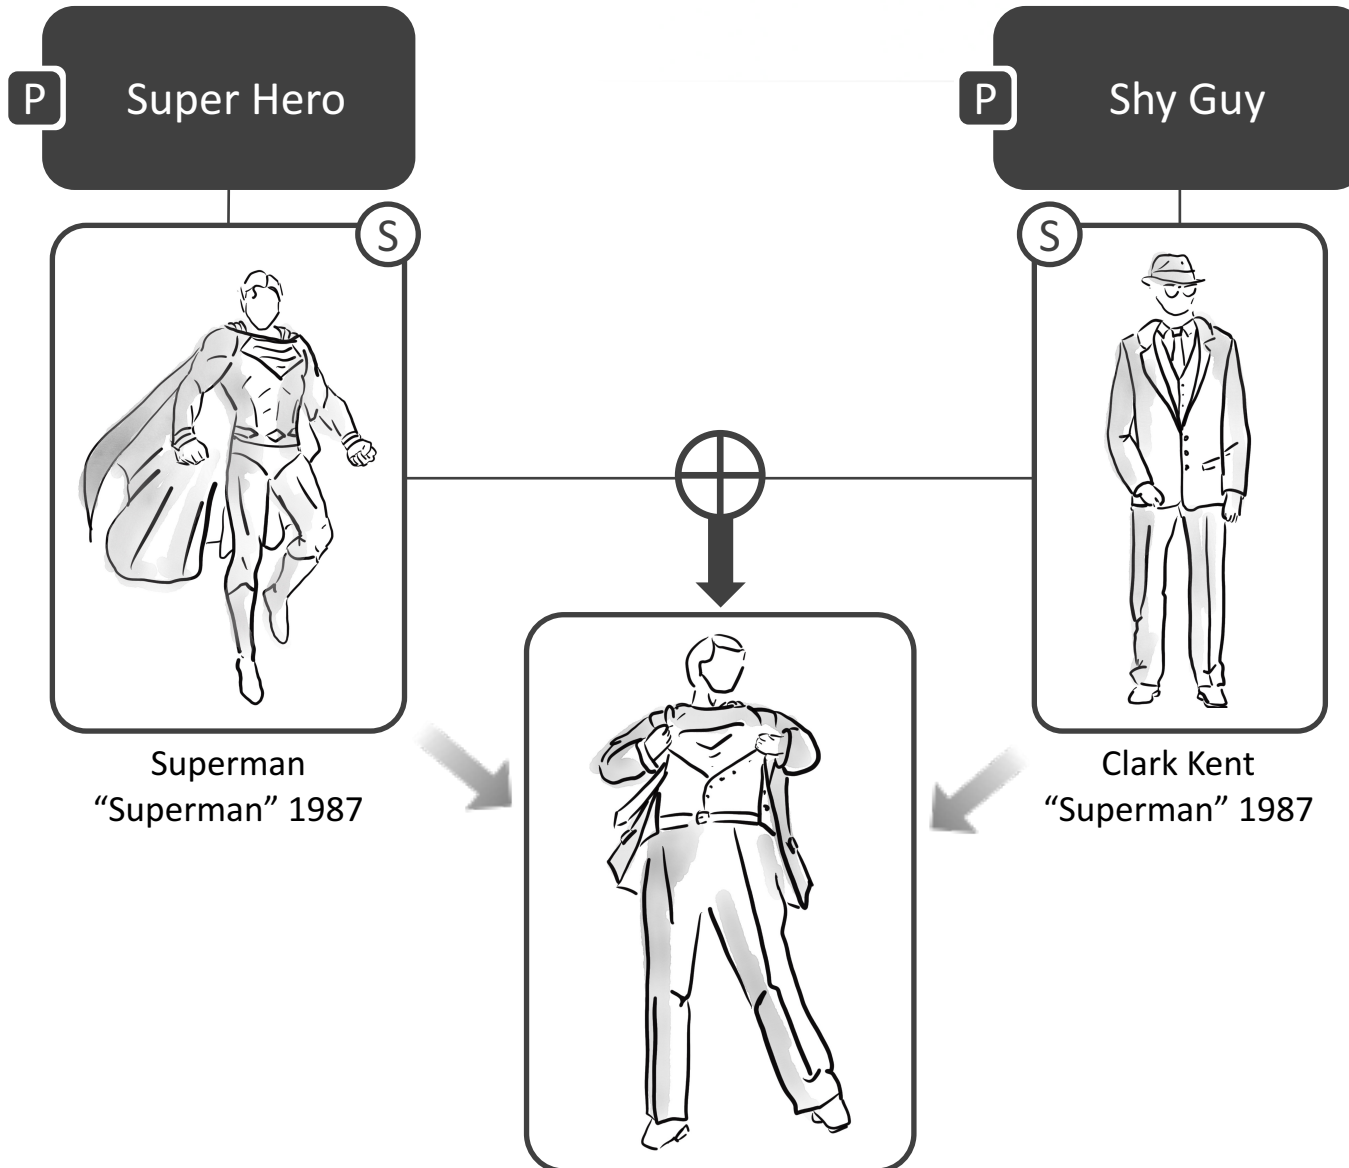 P
Super Hero
P
Shy Guy
S
S
Superman
“Superman” 1987
Clark Kent
“Superman” 1987